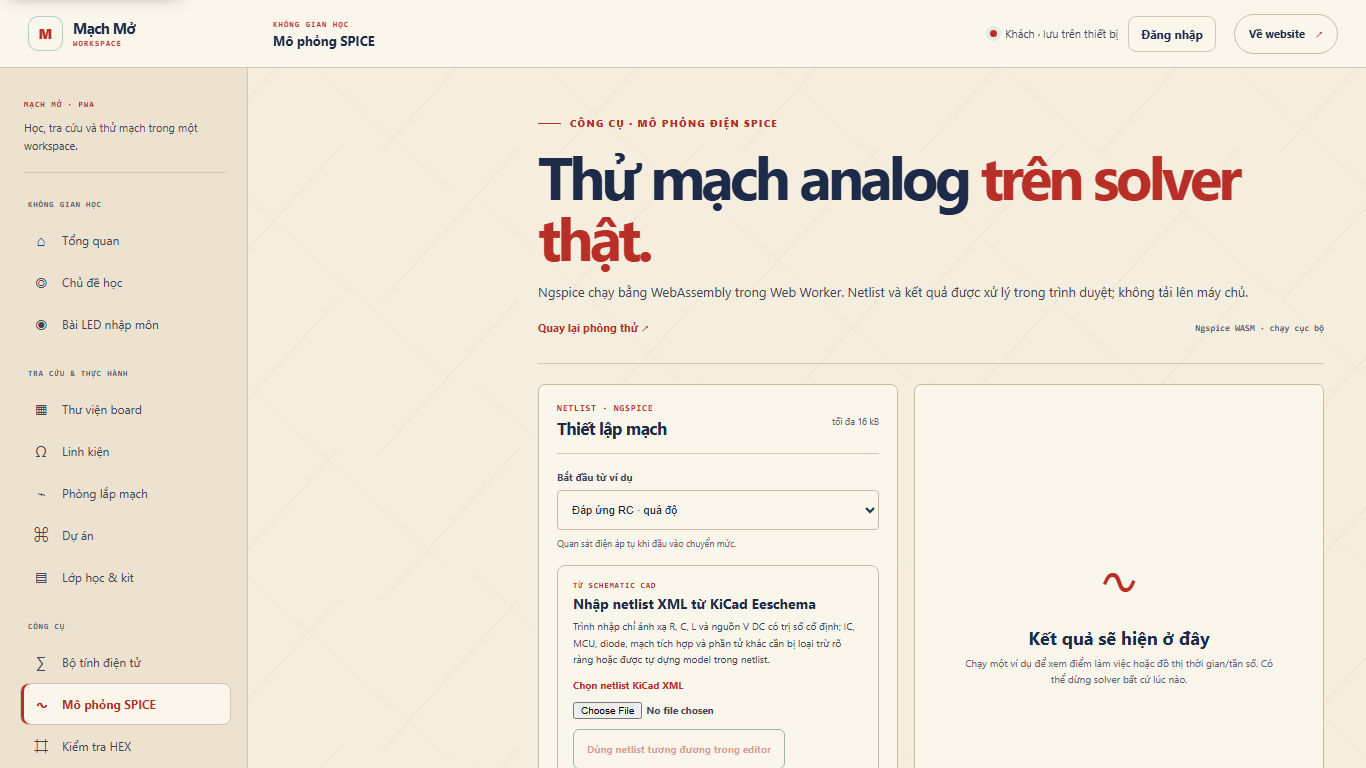 M
Mạch Mở
WORKSPACE
KHÔNG GIAN HỌC
Mô phỏng SPICE
Khách · lưu trên thiết bị
Đăng nhập
Về website ↗
MẠCH MỞ · PWA
Học, tra cứu và thử mạch trong một
workspace.
KHÔNG GIAN HỌC
Tổng quan
Chủ đề học
Bài LED nhập môn
TRA CỨU & THỰC HÀNH
Thư viện board
Linh kiện
Phòng lắp mạch
Dự án
Lớp học & kit
CÔNG CỤ
Bộ tính điện tử
Mô phỏng SPICE
Kiểm tra HEX
CÔNG CỤ · MÔ PHỎNG ĐIỆN SPICE
Thử mạch analog trên solver
thật.
Ngspice chạy bằng WebAssembly trong Web Worker. Netlist và kết quả được xử lý trong trình duyệt; không tải lên máy chủ.
Quay lại phòng thử ↗
Ngspice WASM · chạy cục bộ
NETLIST · NGSPICE
Thiết lập mạch
tối đa 16 kB
Bắt đầu từ ví dụ
Đáp ứng RC · quá độ
Quan sát điện áp tụ khi đầu vào chuyển mức.
TỪ SCHEMATIC CAD
Nhập netlist XML từ KiCad Eeschema
Trình nhập chỉ ánh xạ R, C, L và nguồn V DC có trị số cố định; IC,
MCU, diode, mạch tích hợp và phần tử khác cần bị loại trừ rõ
ràng hoặc được tự dựng model trong netlist.
Chọn netlist KiCad XML
Choose File No file chosen
Dùng netlist tương đương trong editor
Kết quả sẽ hiện ở đây
Chạy một ví dụ để xem điểm làm việc hoặc đồ thị thời gian/tần số. Có
thể dừng solver bất cứ lúc nào.